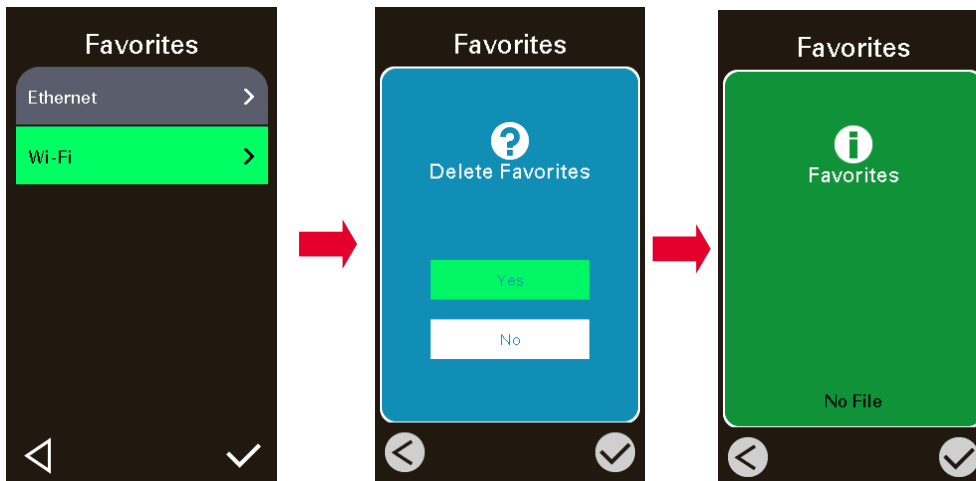 Favorites
Ethernet
Wi-Fi
Favorites
Delete Favorites
Yes
No
Favorites
Favorites
No File